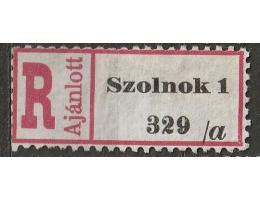 R
Ajánlott
Szolnok 1
329 /a